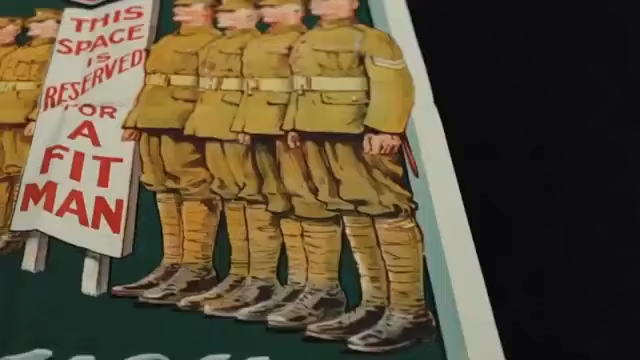 THIS
SPACE
IS
RESERVED
FOR
A
FIT
MAN